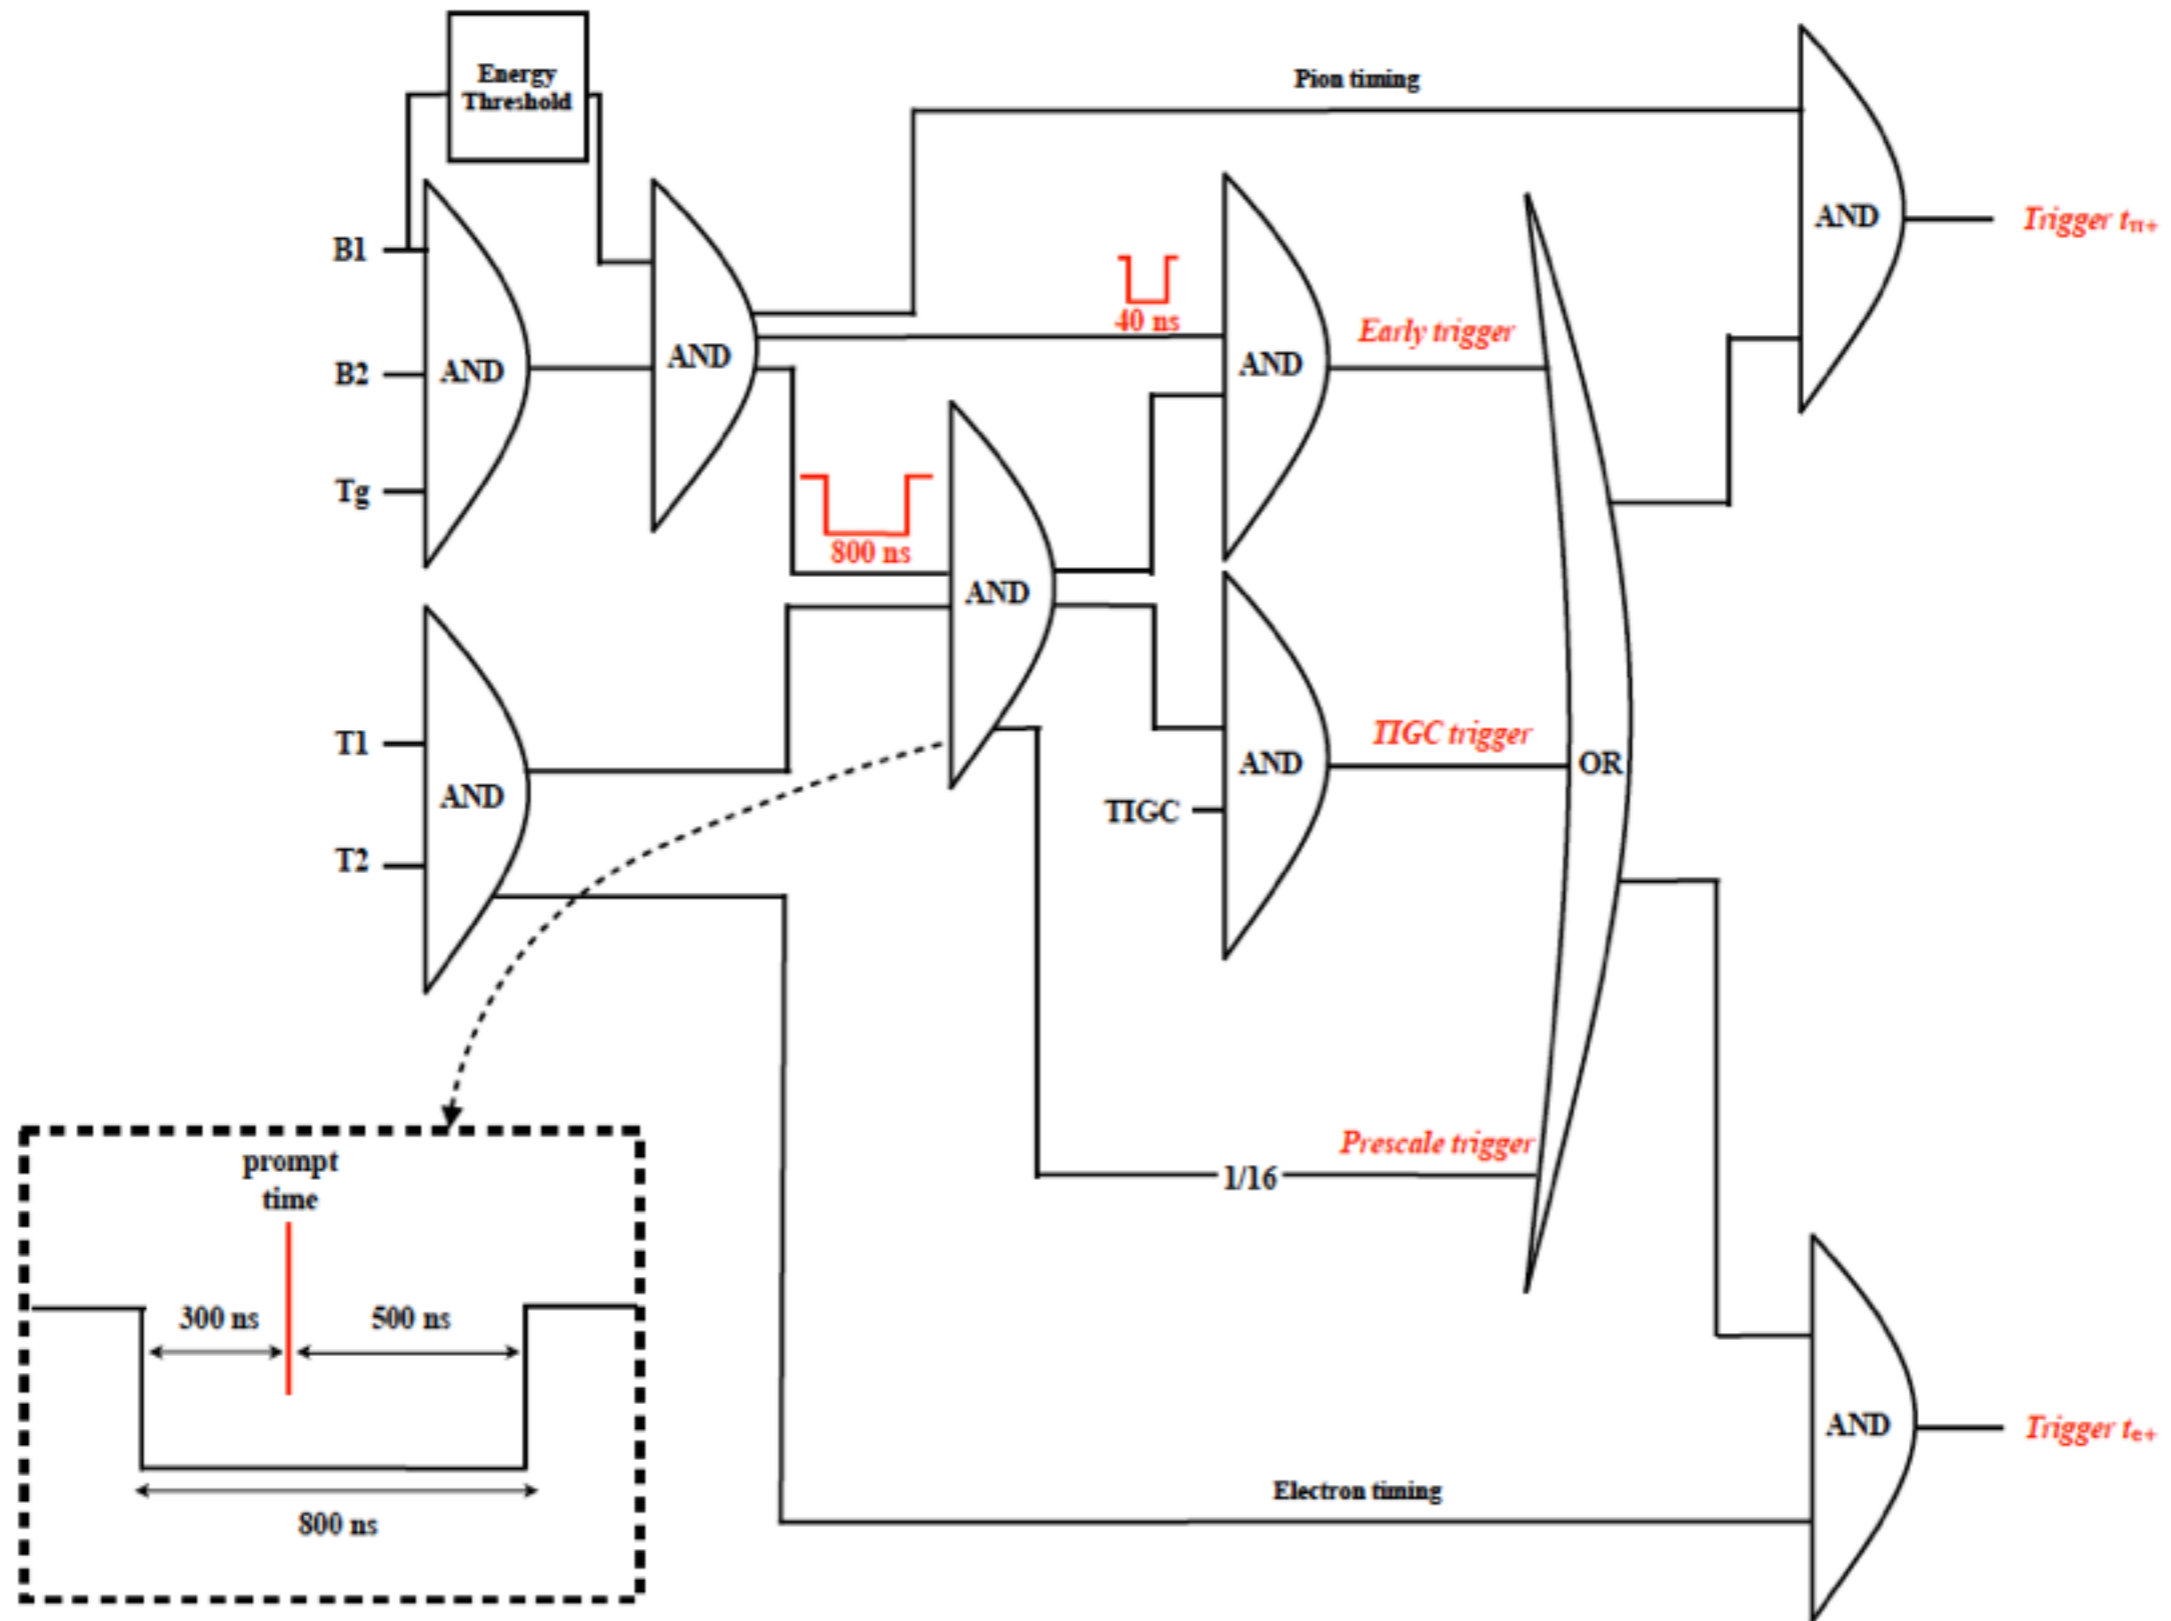 Energy
Threshold
Pion timing
B1
B2
Tg
AND
AND
40 ns
AND
Early trigger
AND
Trigger tπ+
800 ns
AND
T1
T2
AND
TIGC
AND
TIGC trigger
OR
Prescale trigger
1/16
prompt
time
300 ns
500 ns
800 ns
Electron timing
AND
Trigger te+